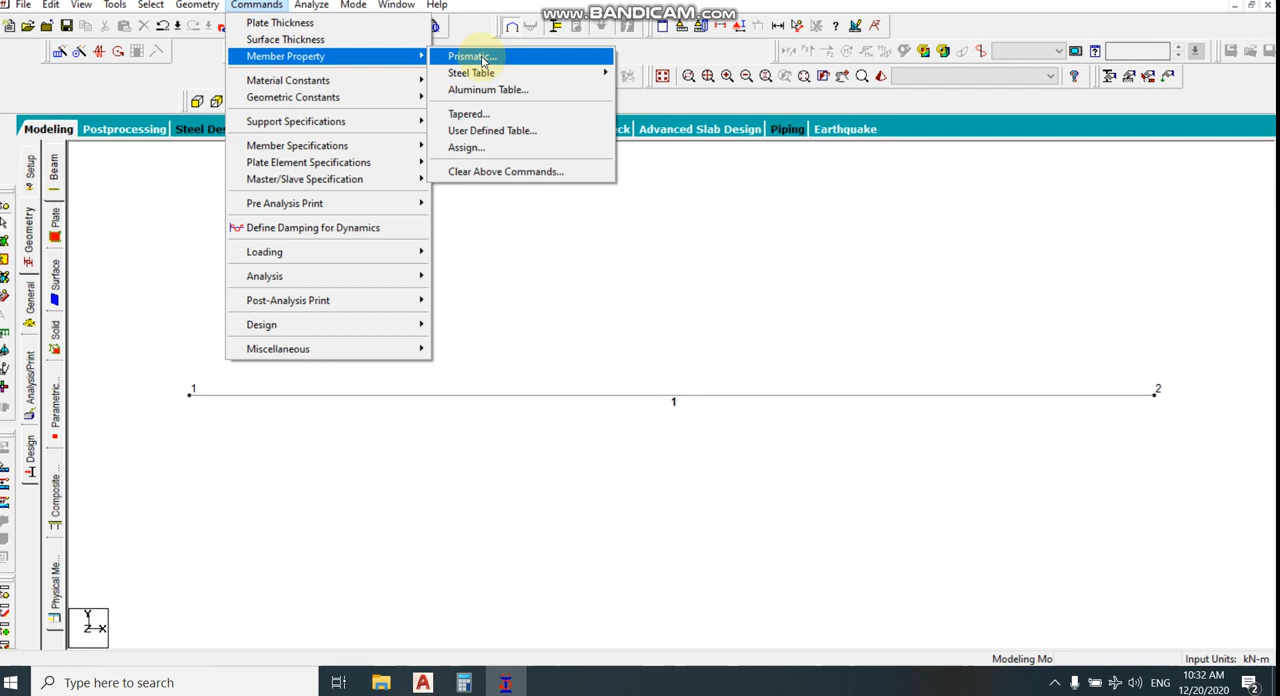 www.BANDICAM.com
File Edit View Tools Select Geometry Commands Analyze Mode Window Help
Plate Thickness
Surface Thickness
Member Property
Material Constants
Geometric Constants
Support Specifications
Member Specifications
Plate Element Specifications
Master/Slave Specification
Pre Analysis Print
Define Damping for Dynamics
Loading
Analysis
Post-Analysis Print
Design
Miscellaneous
Prismatic...
Steel Table
Aluminum Table...
Tapered...
User Defined Table...
Assign...
Clear Above Commands...
Modeling Postprocessing Steel Des
ck Advanced Slab Design Piping Earthquake
Setup
Geometry
General
Analysis/Print
Design
Beam
Plate
Surface
Solid
Parametric...
Composite ...
Physical Me...
1
2
1
Y
Z X
Modeling Mo Input Units: kN-m
Type here to search
ENG
10:32 AM
12/20/2020
2